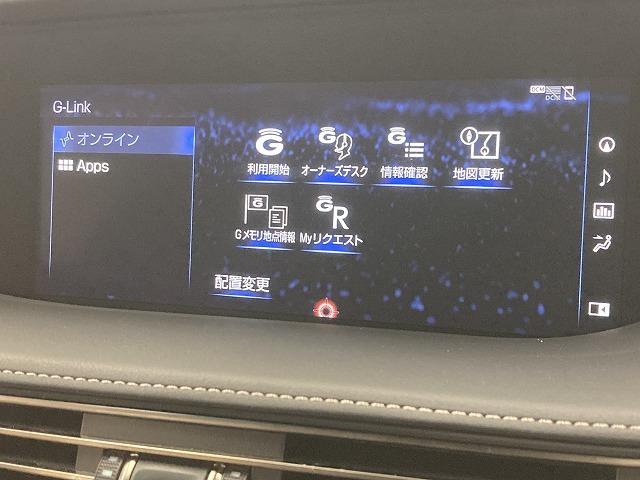 G-Link
DCM
DCM
オンライン
Apps
利用開始
オーナーズデスク
情報確認
地図更新
Gメモリ地点情報
Myリクエスト
配置変更